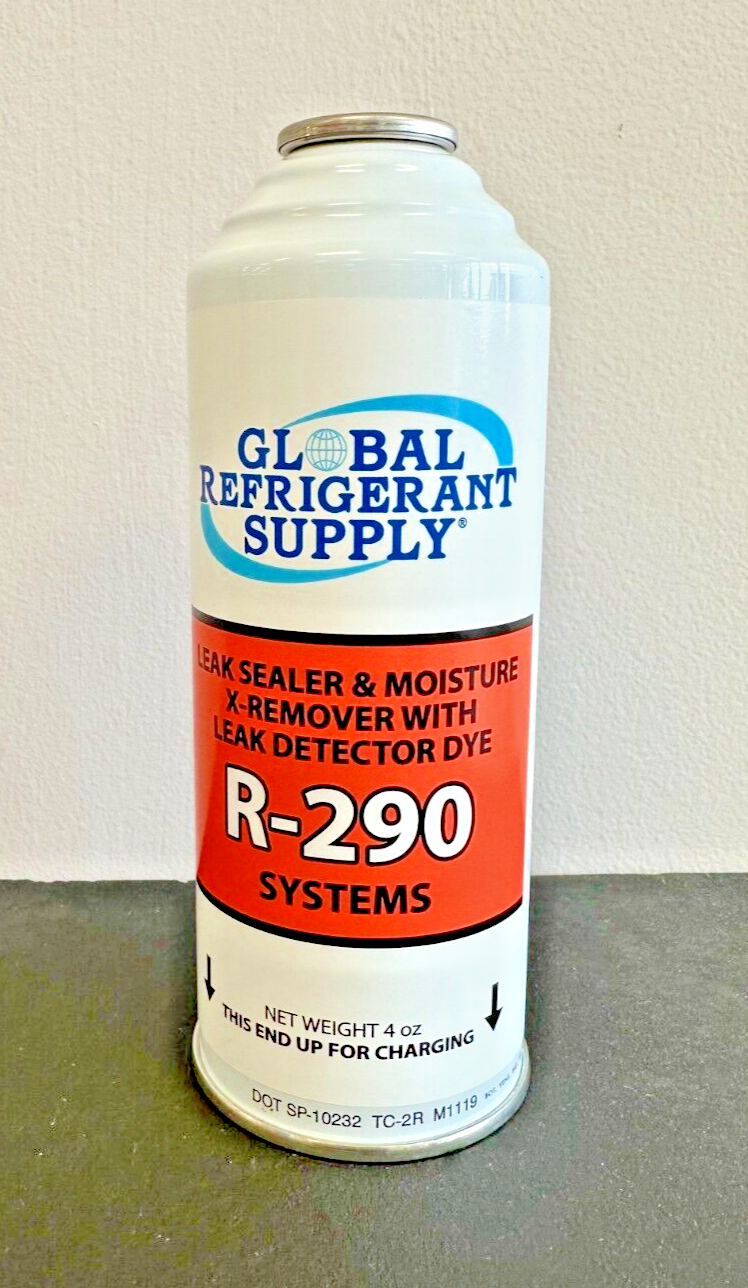 GLOBAL
REFRIGERANT
SUPPLY®
LEAK SEALER & MOISTURE
X-REMOVER WITH
LEAK DETECTOR DYE
R-290
SYSTEMS
NET WEIGHT 4 oz
THIS END UP FOR CHARGING
DOT SP-10232 TC-2R M1119